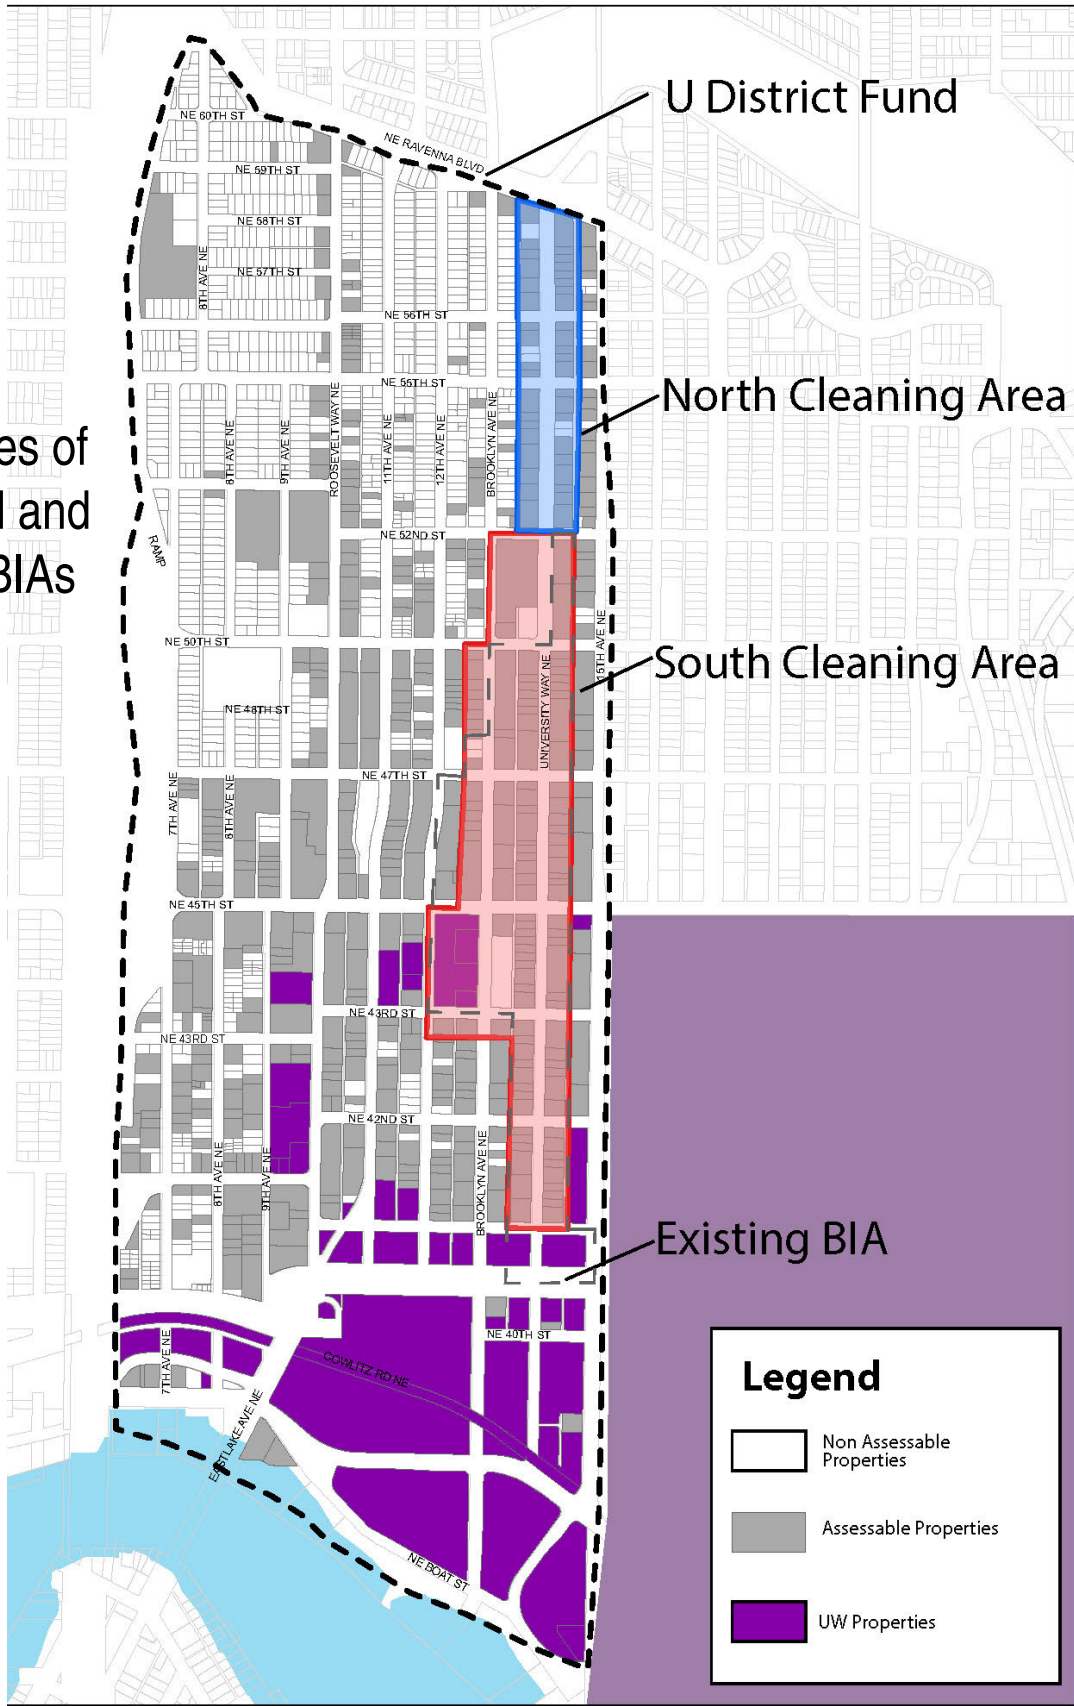 U District Fund
NE 60TH ST
NE RAVENNA BLVD
NE 59TH ST
NE 58TH ST
8TH AVE NE
NE 57TH ST
NE 56TH ST
North Cleaning Area
NE 55TH ST
ROOSEVELT WAY NE
11TH AVE NE
12TH AVE NE
BROOKLYN AVE NE
8TH AVE NE
9TH AVE NE
es of
and
BIAs
RAMP
NE 52ND ST
15TH AVE NE
NE 50TH ST
South Cleaning Area
UNIVERSITY WAY NE
NE 48TH ST
NE 47TH ST
7TH AVE NE
8TH AVE NE
NE 45TH ST
NE 43RD ST
NE 43RD ST
NE 42ND ST
8TH AVE NE
9TH AVE NE
BROOKLYN AVE NE
Existing BIA
NE 40TH ST
7TH AVE NE
COWLITZ RD NE
EASTLAKE AVE NE
NE BOAT ST
Legend
Non Assessable
Properties
Assessable Properties
UW Properties